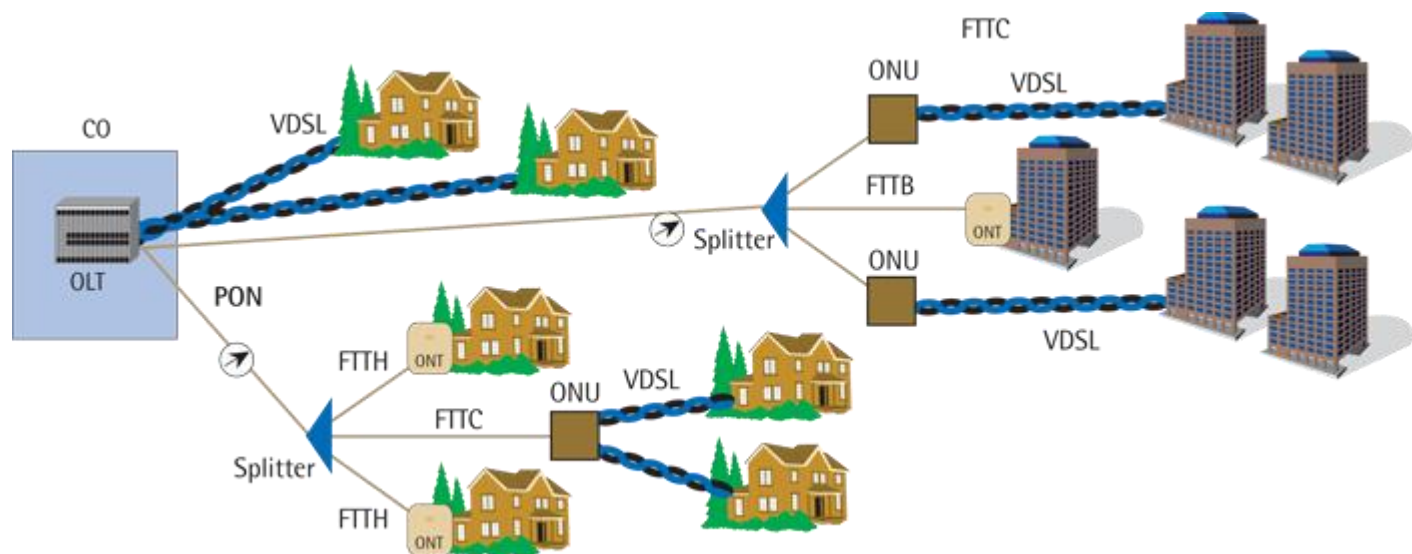 FTTC
ONU
VDSL
CO
VDSL
FTTB
ONT
Splitter
OLT
ONU
PON
VDSL
FTTH
ONT
VDSL
ONU
FTTC
Splitter
FTTH
ONT